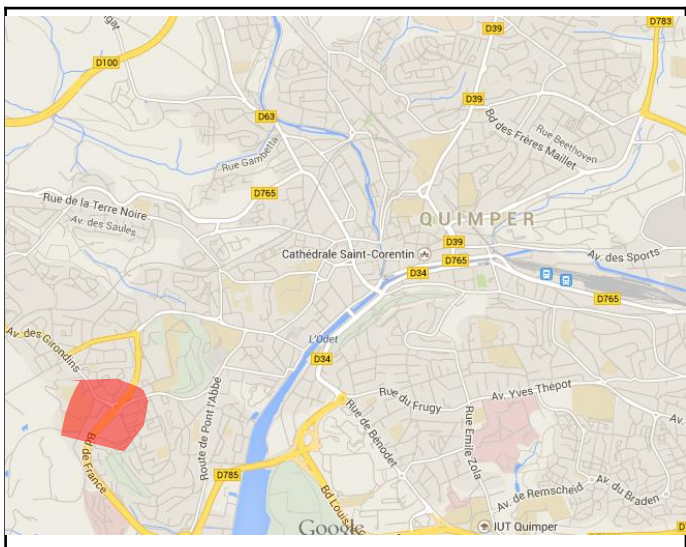 D39
D783
D100
D63
D39
Bd des Frères Maillet
Rue Beethoven
Rue Gambetta
D765
Rue de la Terre Noire
Av. des Saules
QUIMPER
D39
Cathédrale Saint-Corentin
D765
D34
Av. des Sports
D765
Av. des Girondins
L'Odet
D34
Rue du Frugy
Av. Yves Thépot
Route de Pont l'Abbé
Rue de Bénodet
Rue Emile Zola
Bd de France
D785
Av. du Braden
Av. de Remscheid
Google
IUT Quimper